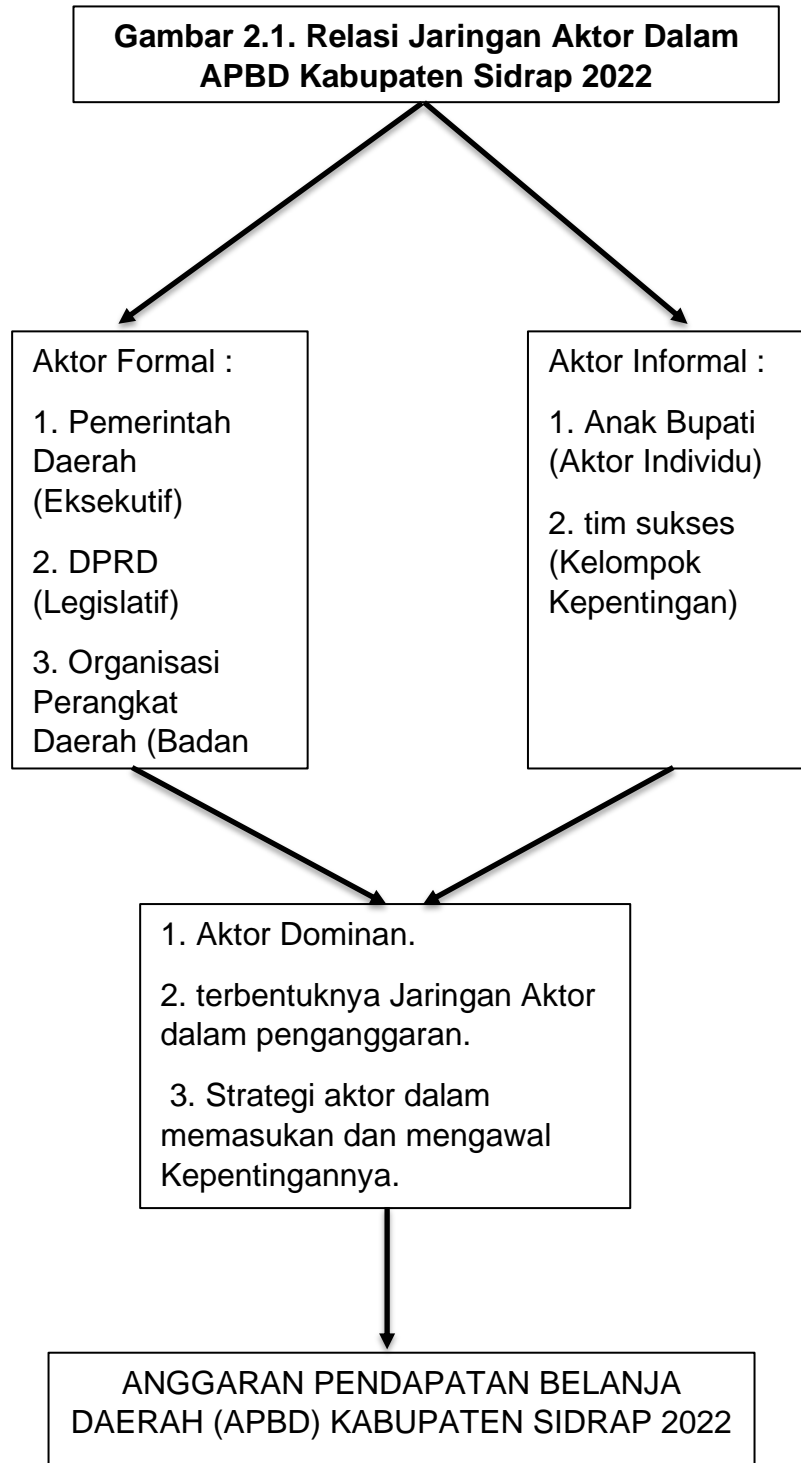 Gambar 2.1. Relasi Jaringan Aktor Dalam
APBD Kabupaten Sidrap 2022
Aktor Formal :
1. Pemerintah
Daerah
(Eksekutif)
2. DPRD
(Legislatif)
3. Organisasi
Perangkat
Daerah (Badan
Aktor Informal :
1. Anak Bupati
(Aktor Individu)
2. tim sukses
(Kelompok
Kepentingan)
1. Aktor Dominan.
2. terbentuknya Jaringan Aktor
dalam penganggaran.
3. Strategi aktor dalam
memasukan dan mengawal
Kepentingannya.
ANGGARAN PENDAPATAN BELANJA
DAERAH (APBD) KABUPATEN SIDRAP 2022